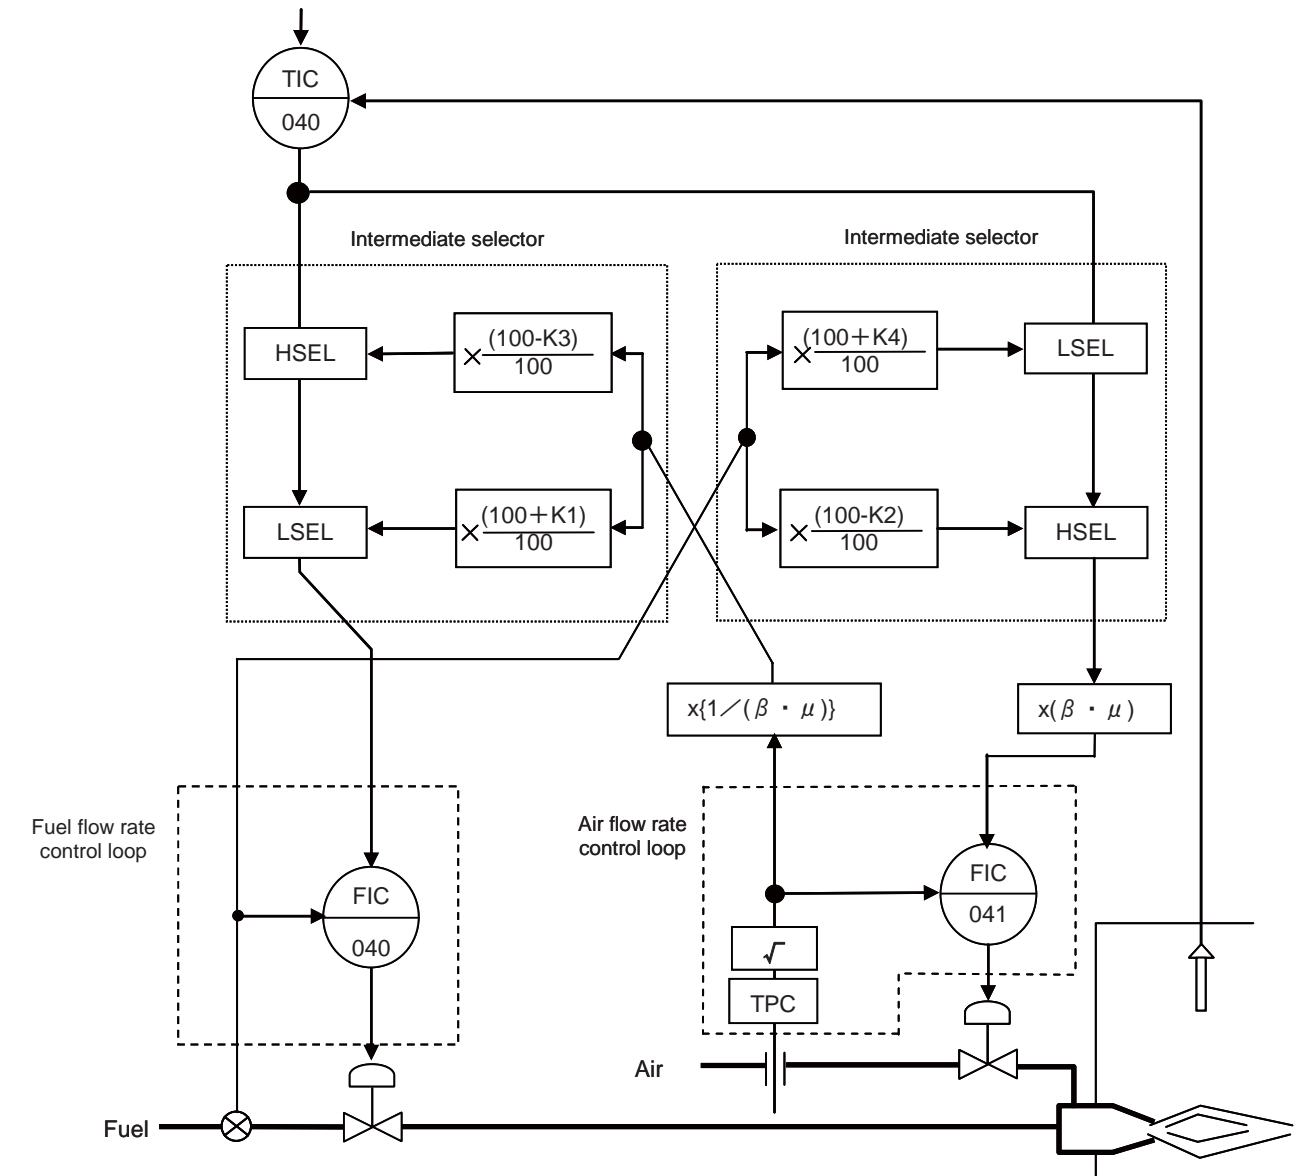 TIC
040
Intermediate selector
Intermediate selector
HSEL
×(100-K3)
100
×(100+K4)
100
LSEL
LSEL
×(100+K1)
100
×(100-K2)
100
HSEL
x{1/(β・μ)}
x(β・μ)
Fuel flow rate
control loop
Air flow rate
control loop
FIC
040
FIC
041
√
TPC
Air
Fuel